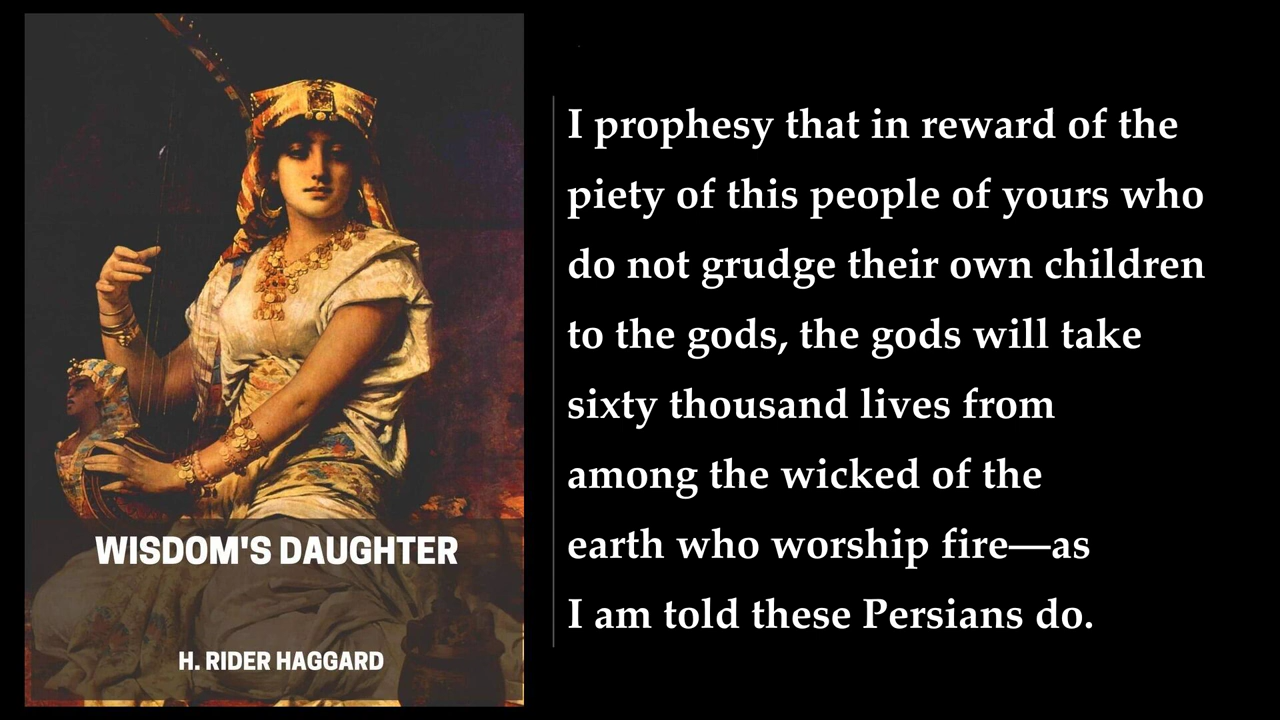 WISDOM'S DAUGHTER
H. RIDER HAGGARD
I prophesy that in reward of the
piety of this people of yours who
do not grudge their own children
to the gods, the gods will take
sixty thousand lives from
among the wicked of the
earth who worship fire—as
I am told these Persians do.